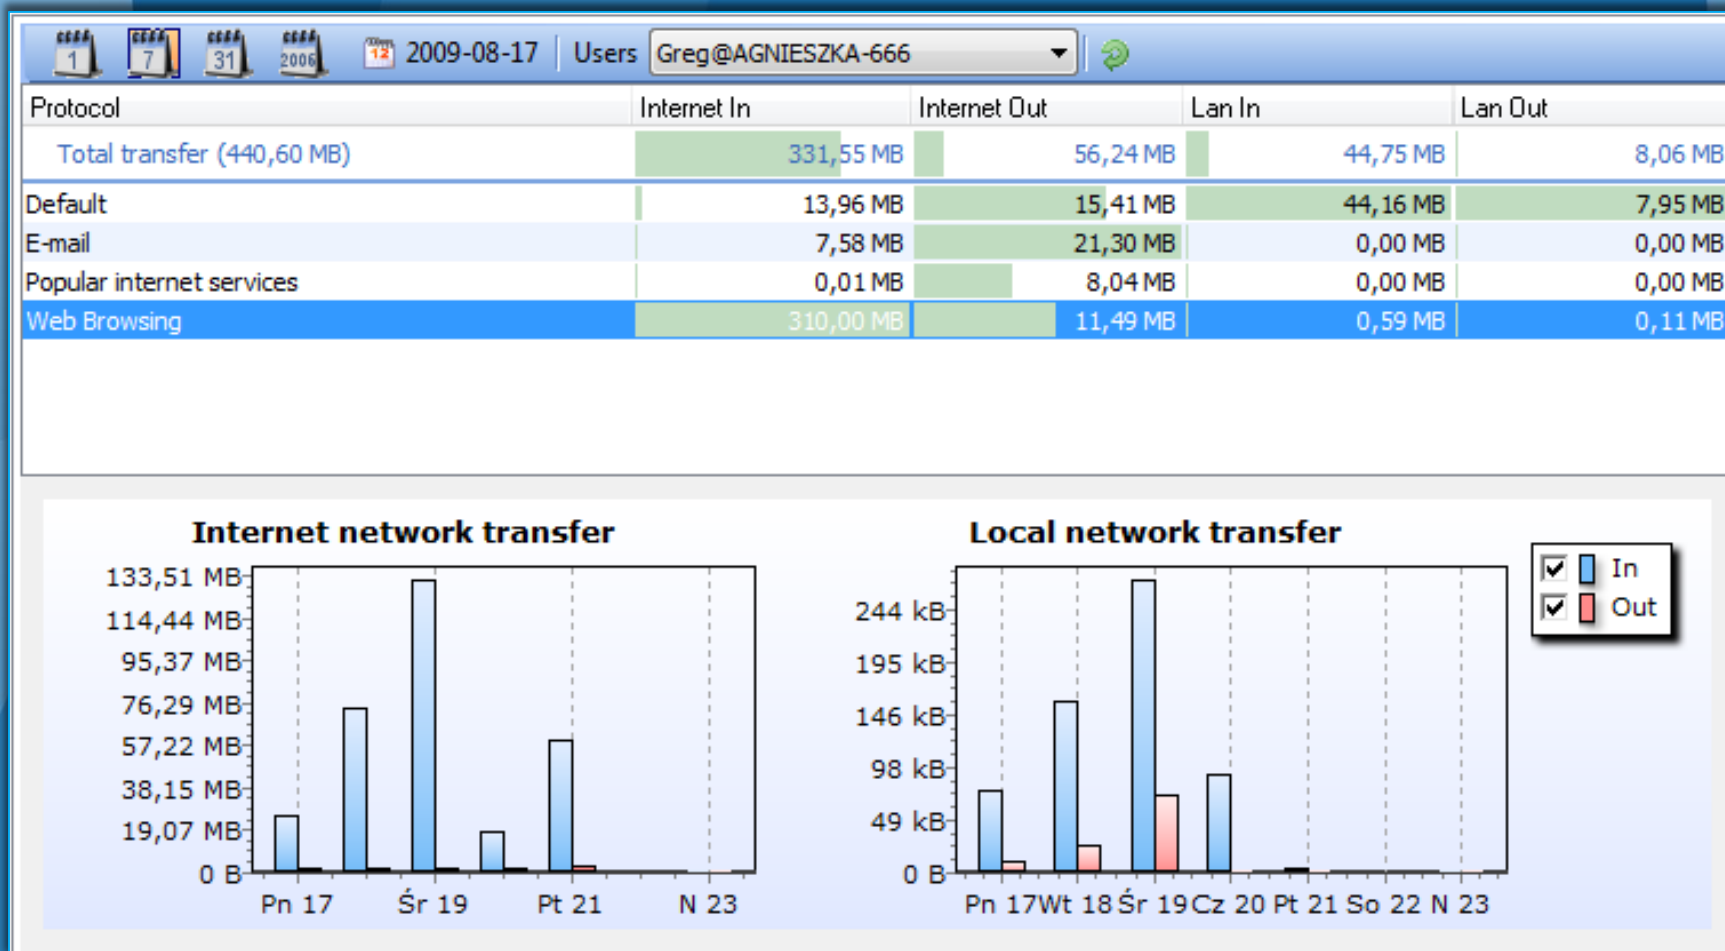 1 7 31 2006 12 2009-08-17 Users Greg@AGNIESZKA-666
Protocol Internet In Internet Out Lan In Lan Out
Total transfer (440,60 MB) 331,55 MB 56,24 MB 44,75 MB 8,06 MB
Default 13,96 MB 15,41 MB 44,16 MB 7,95 MB
E-mail 7,58 MB 21,30 MB 0,00 MB 0,00 MB
Popular internet services 0,01 MB 8,04 MB 0,00 MB 0,00 MB
Web Browsing 310,00 MB 11,49 MB 0,59 MB 0,11 MB
Internet network transfer
133,51 MB
114,44 MB
95,37 MB
76,29 MB
57,22 MB
38,15 MB
19,07 MB
0 B
Pn 17 Śr 19 Pt 21 N 23
Local network transfer
244 kB
195 kB
146 kB
98 kB
49 kB
0 B
Pn 17 Wt 18 Śr 19 Cz 20 Pt 21 So 22 N 23
In
Out